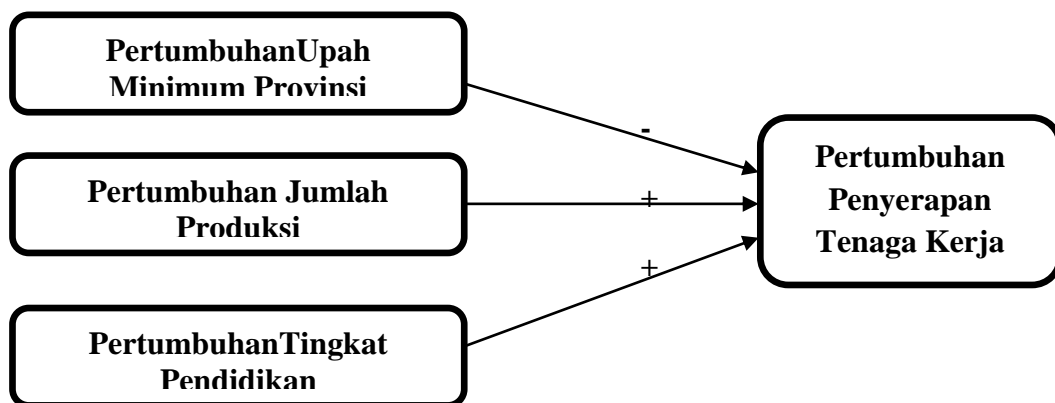 PertumbuhanUpah
Minimum Provinsi
-
Pertumbuhan
Penyerapan
Tenaga Kerja
Pertumbuhan Jumlah
Produksi
+
+
PertumbuhanTingkat
Pendidikan